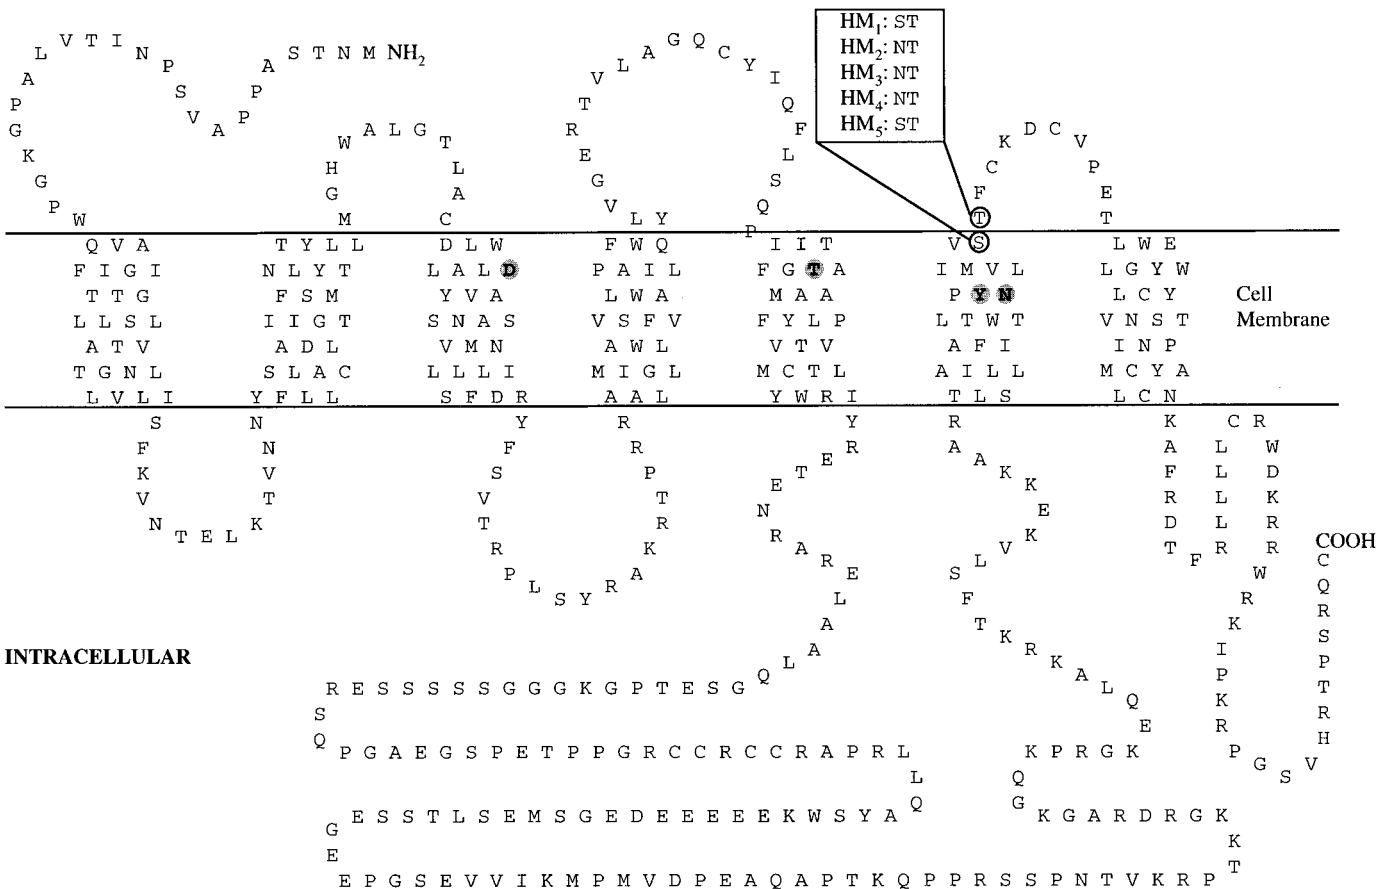 HM1: ST
HM2: NT
HM3: NT
HM4: NT
HM5: ST
NH2
M N T S A P P A V S P N I T V L A P G K G P W
Q V A
F I G I
T T G
L L S L
A T V
T G N L
L V L I
S F K V N T E L K T V N N
Y F L L
S L A C
A D L
I I G T
F S M
N L Y T
T Y L L
M G H W A L G T L A C
D L W
L A L D
Y V A
S N A S
V M N
L L L I
S F D R
Y F S V T R P L S Y R A K R T P R R
A A L
M I G L
A W L
V S F V
L W A
P A I L
F W Q
L Y
V G E R T V L A G Q C Y I Q F L S Q P
I I T
F G T A
M A A
F Y L P
V T V
M C T L
Y W R I
Y R E T E N R A R E L A A L Q
G S E T P G K G G G S S S S S E R
S Q
P G A E G S P E T P P G R C C R C C R A P R L
L Q
A Y S W K E E E E E D E G S M E S L T S S E
G E
E P G S E V V I K M P M V D P E A Q A P T K Q P P R S S P N T V K R P
T K
K G R D R A G K
G Q
K P R G K
E Q L A K R K T F S L V K E K K A A R
T L S
A I L L
A F I
L T W T
P Y N
I M V L
V S
T F C K D C V P E T
L W E
L G Y W
L C Y
V N S T
I N P
M C Y A
L C N
K A F R D T F R L L L L C R W D K R R W R K I P K R P G S V H R T P S R Q C
COOH
Cell
Membrane
INTRACELLULAR